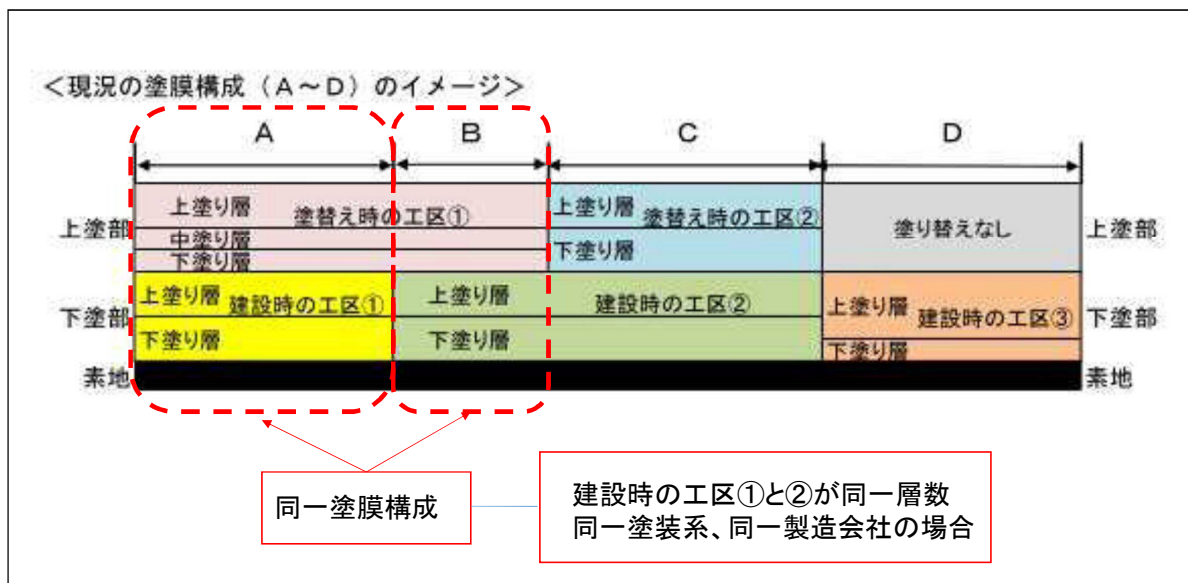 ＜現況の塗膜構成（A～D）のイメージ＞
A B C D
上塗部
上塗り層 塗替え時の工区①
中塗り層
下塗り層
上塗り層 塗替え時の工区②
下塗り層
塗り替えなし
上塗部
下塗部
上塗り層 建設時の工区①
下塗り層
上塗り層 建設時の工区②
下塗り層
上塗り層 建設時の工区③
下塗り層
下塗部
素地
素地
同一塗膜構成
建設時の工区①と②が同一層数
同一塗装系、同一製造会社の場合